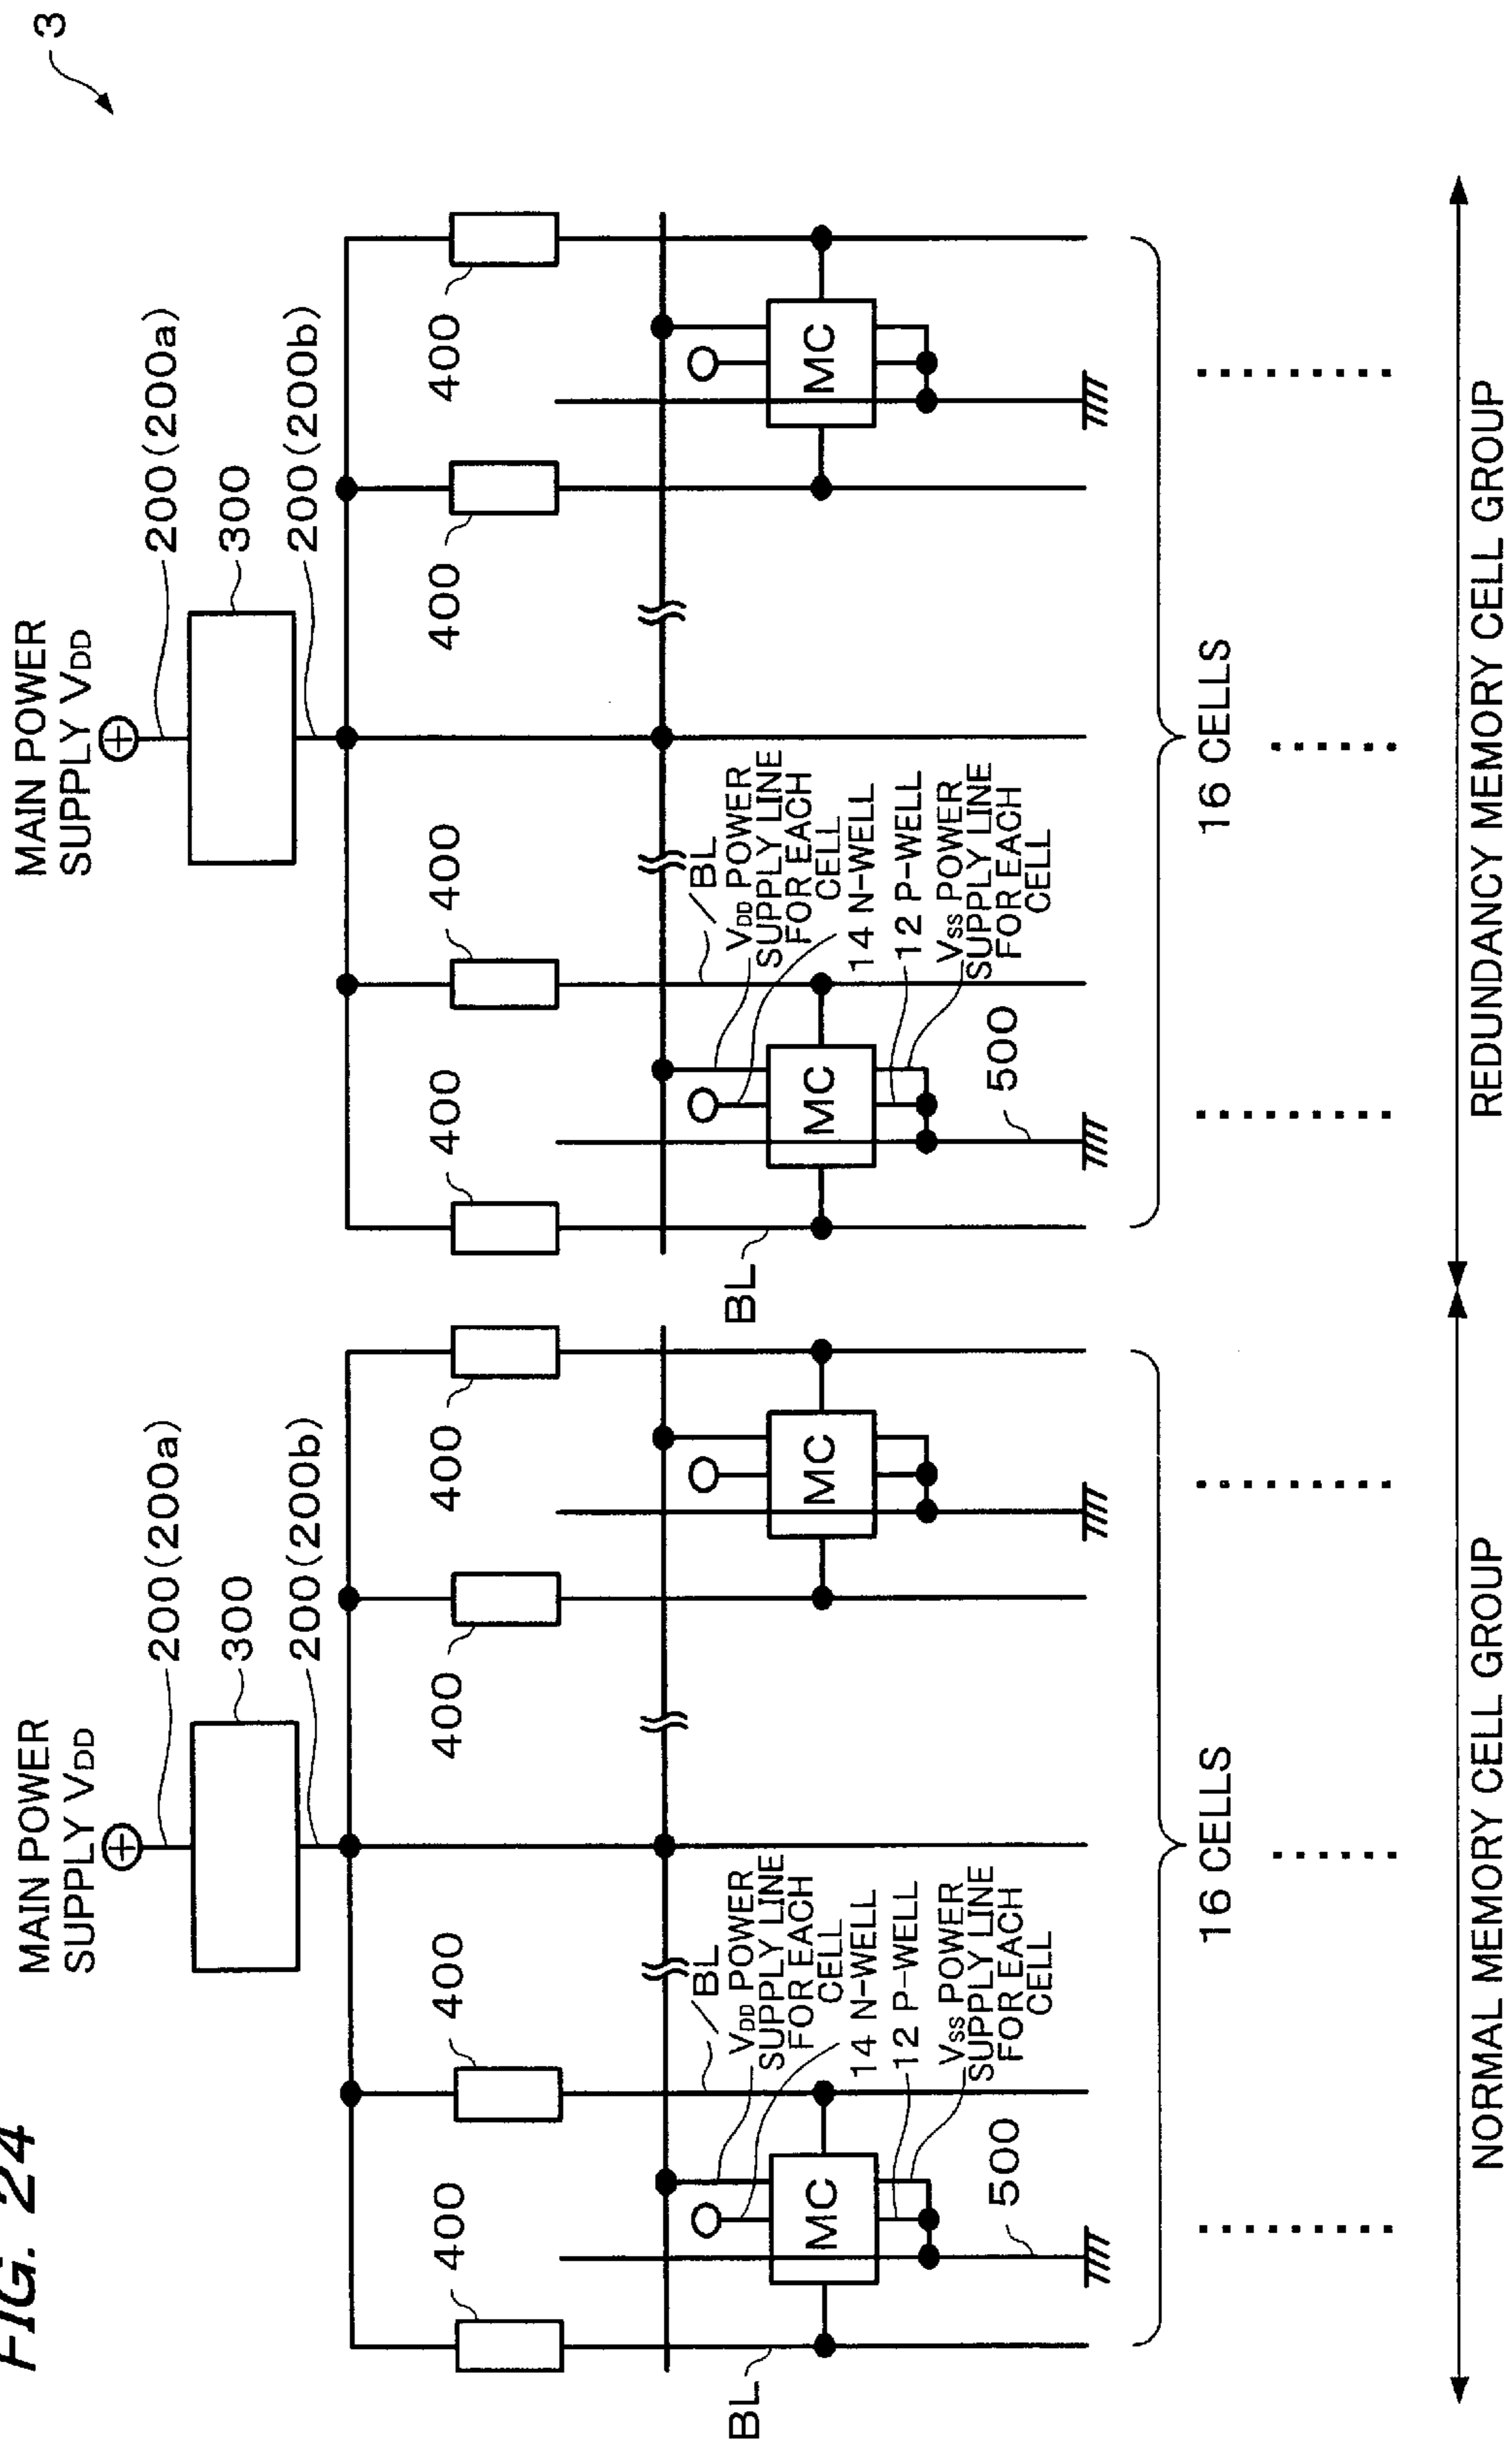 FIG. 24
3
MAIN POWER
SUPPLY VDD
200(200a)
300
200(200b)
400
400
400
400
BL
/BL
VDD POWER
SUPPLY LINE
FOR EACH
CELL
14 N-WELL
12 P-WELL
VSS POWER
SUPPLY LINE
FOR EACH
CELL
500
MC
MC
16 CELLS
NORMAL MEMORY CELL GROUP
MAIN POWER
SUPPLY VDD
200(200a)
300
200(200b)
400
400
400
400
BL
/BL
VDD POWER
SUPPLY LINE
FOR EACH
CELL
14 N-WELL
12 P-WELL
VSS POWER
SUPPLY LINE
FOR EACH
CELL
500
MC
MC
16 CELLS
REDUNDANCY MEMORY CELL GROUP